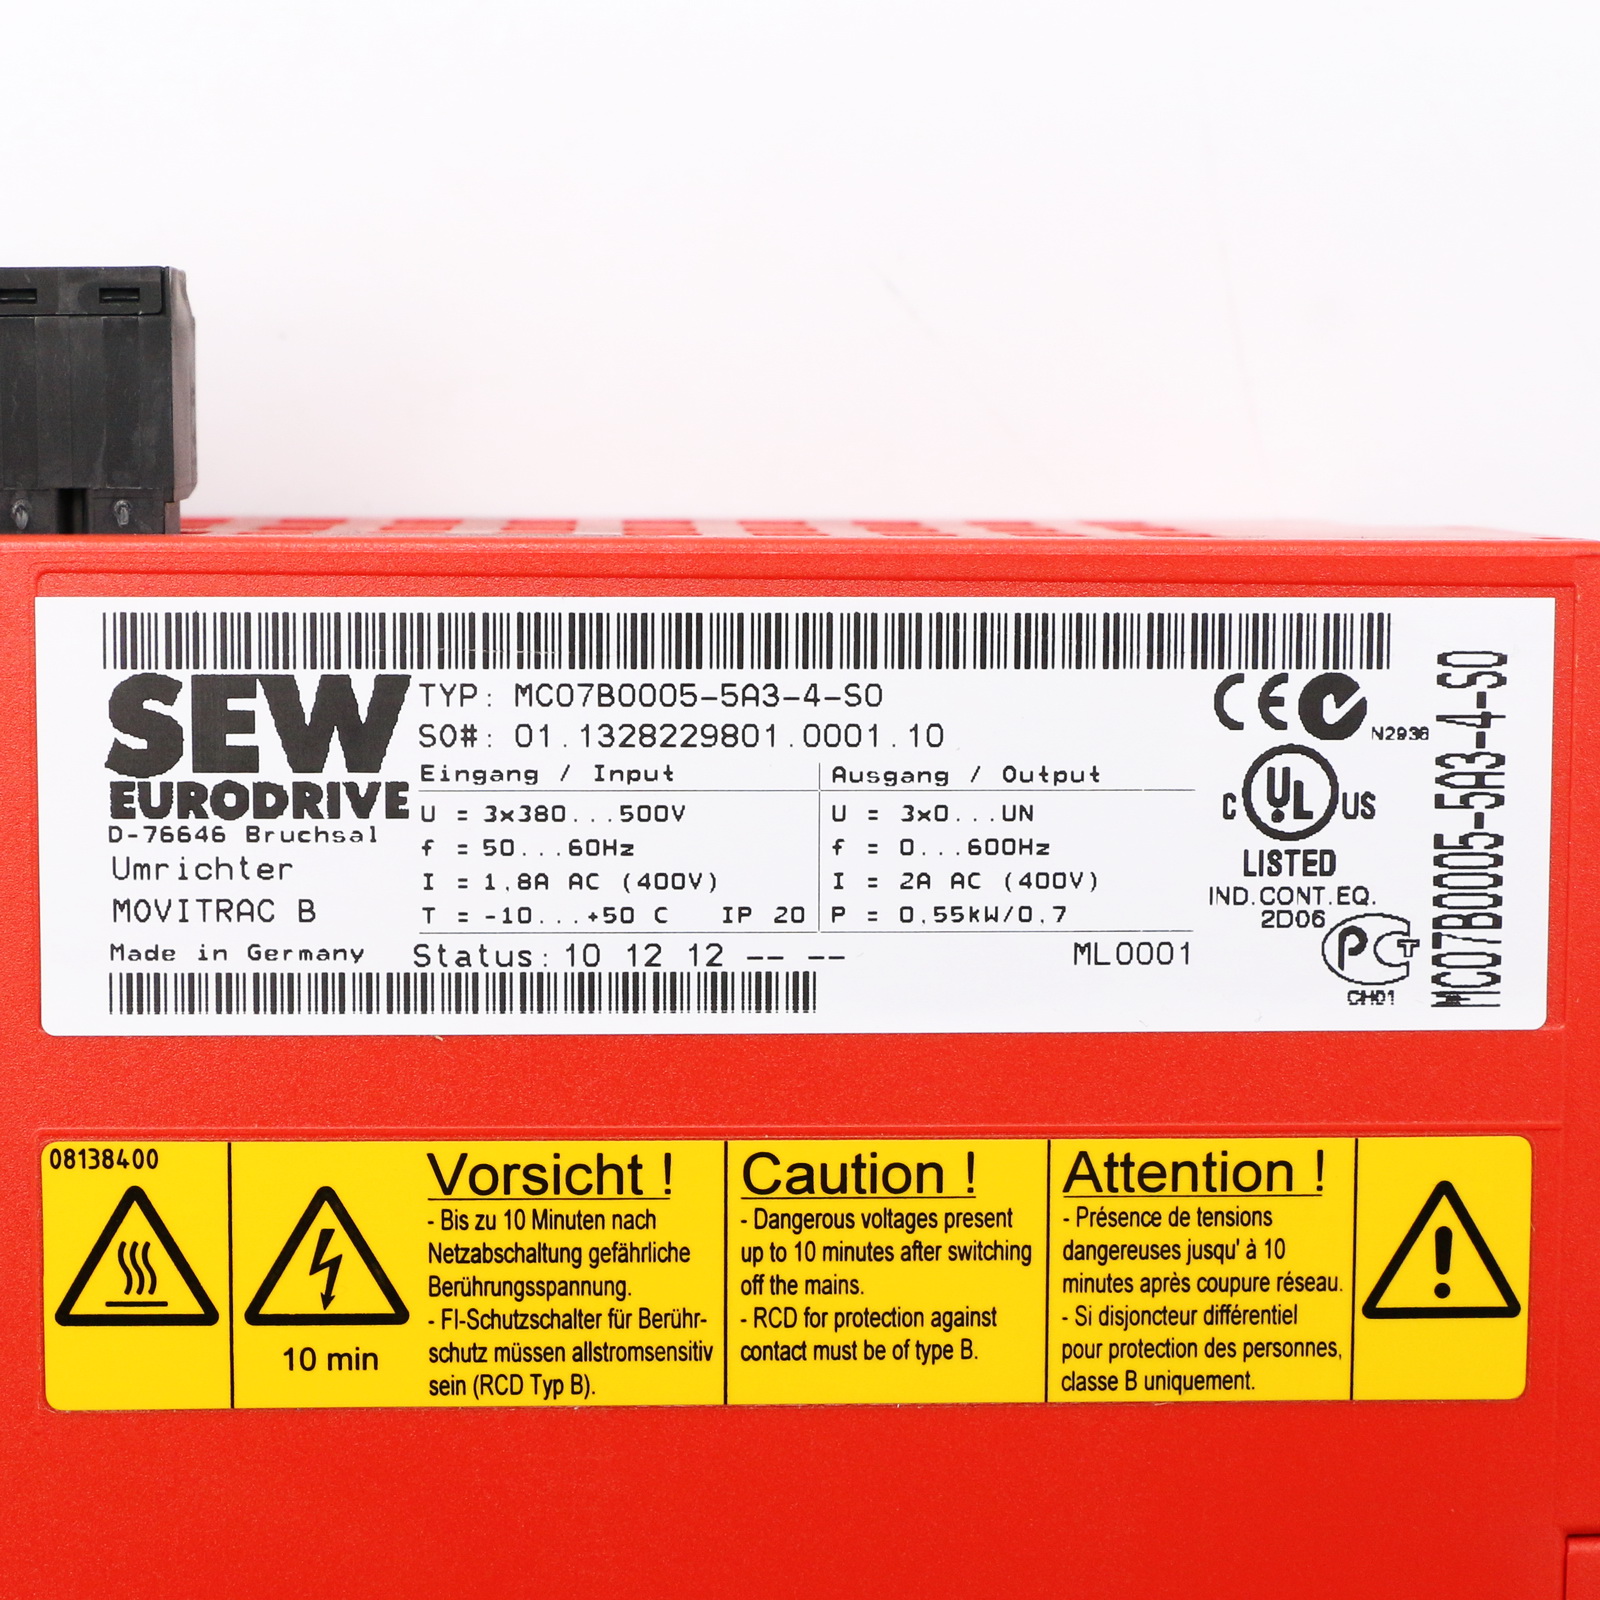 SEW
EURODRIVE
D-76646 Bruchsal
Umrichter
MOVITRAC B
Made in Germany
TYP: MC07B0005-5A3-4-S0
SO#: 01.1328229801.0001.10
Eingang / Input
U = 3x380...500V
f = 50...60Hz
I = 1.8A AC (400V)
T = -10...+50 C IP 20
Ausgang / Output
U = 3x0...UN
f = 0...600Hz
I = 2A AC (400V)
P = 0.55kW/0.7
Status: 10 12 12 -- --
ML0001
CE
N2936
C UL US
LISTED
IND.CONT.EQ.
2D06
PCT
CH01
MC07B0005-5A3-4-S0
08138400
10 min
Vorsicht !
- Bis zu 10 Minuten nach
Netzabschaltung gefährliche
Berührungsspannung.
- FI-Schutzschalter für Berühr-
schutz müssen allstromsensitiv
sein (RCD Typ B).
Caution !
- Dangerous voltages present
up to 10 minutes after switching
off the mains.
- RCD for protection against
contact must be of type B.
Attention !
- Présence de tensions
dangereuses jusqu' à 10
minutes après coupure réseau.
- Si disjoncteur différentiel
pour protection des personnes,
classe B uniquement.